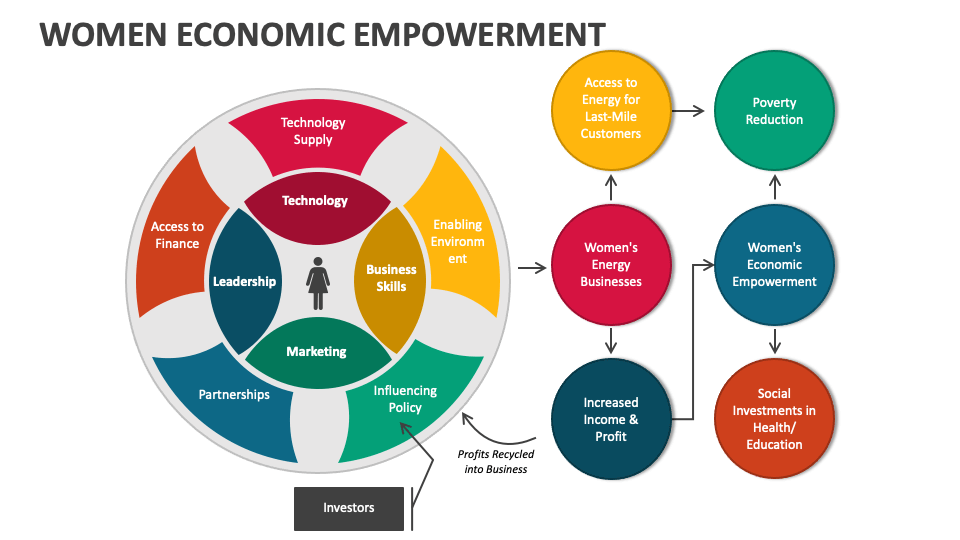 WOMEN ECONOMIC EMPOWERMENT
Technology
Supply
Technology
Access to
Finance
Leadership
Business
Skills
Enabling
Environm
ent
Marketing
Partnerships
Influencing
Policy
Investors
Profits Recycled
into Business
Access to
Energy for
Last-Mile
Customers
Poverty
Reduction
Women's
Energy
Businesses
Women's
Economic
Empowerment
Increased
Income &
Profit
Social
Investments in
Health/
Education